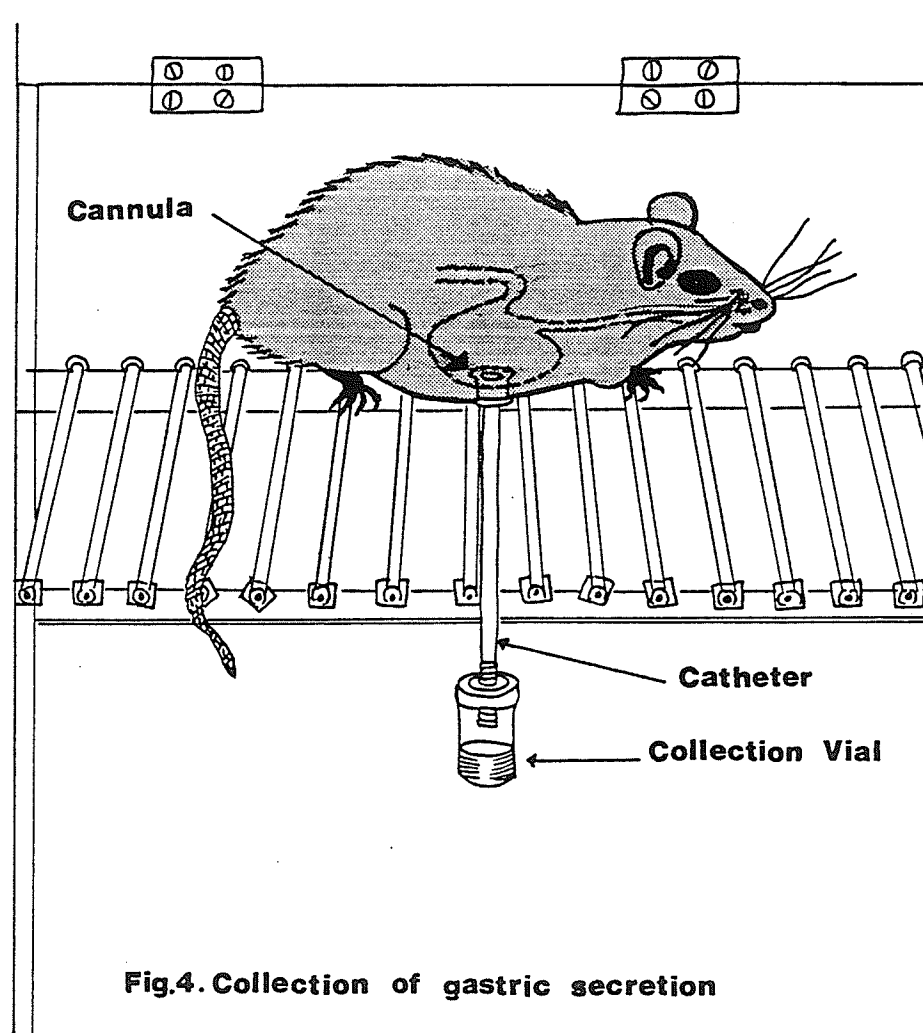 Cannula
Catheter
Collection Vial
Fig.4. Collection of gastric secretion